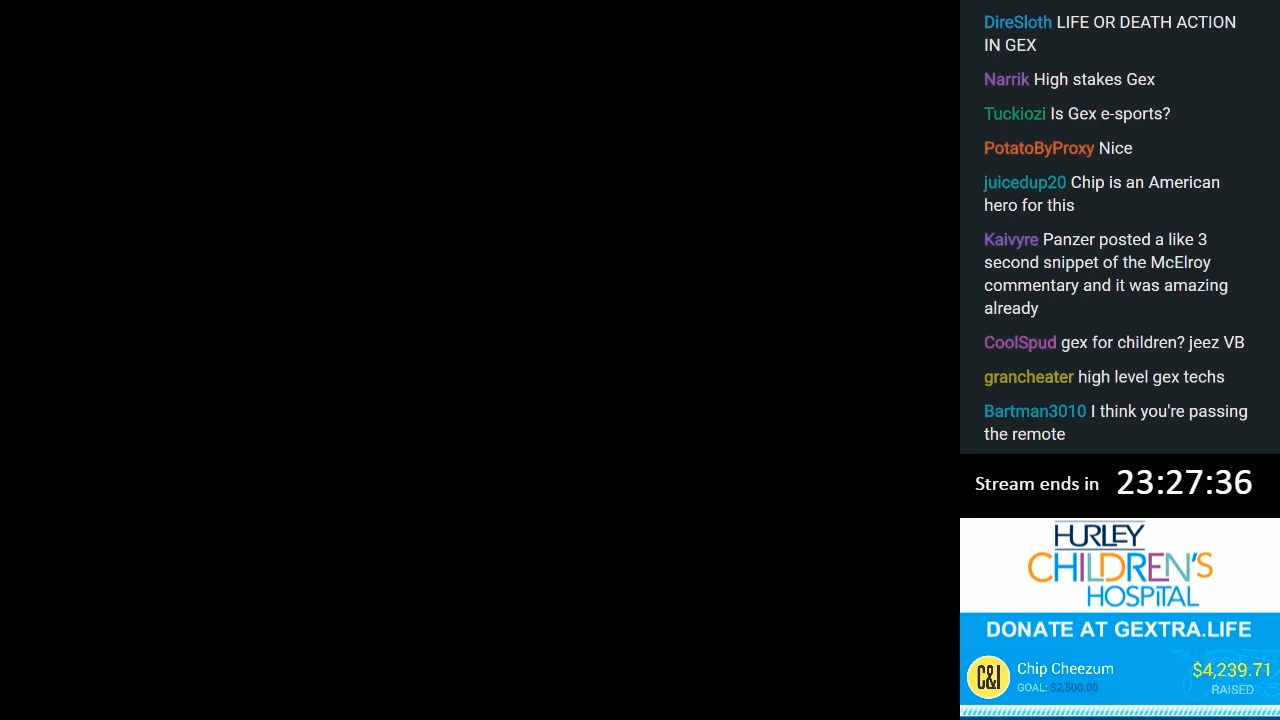 DireSloth LIFE OR DEATH ACTION
IN GEX
Narrik High stakes Gex
Tuckiozi Is Gex e-sports?
PotatoByProxy Nice
juicedup20 Chip is an American
hero for this
Kaivyre Panzer posted a like 3
second snippet of the McElroy
commentary and it was amazing
already
CoolSpud gex for children? jeez VB
grancheater high level gex techs
Bartman3010 I think you're passing
the remote
Stream ends in 23:27:36
HURLEY
CHILDREN'S
HOSPITAL
DONATE AT GEXTRA.LIFE
C&I
Chip Cheezum $4,239.71
GOAL: $2,500.00 RAISED